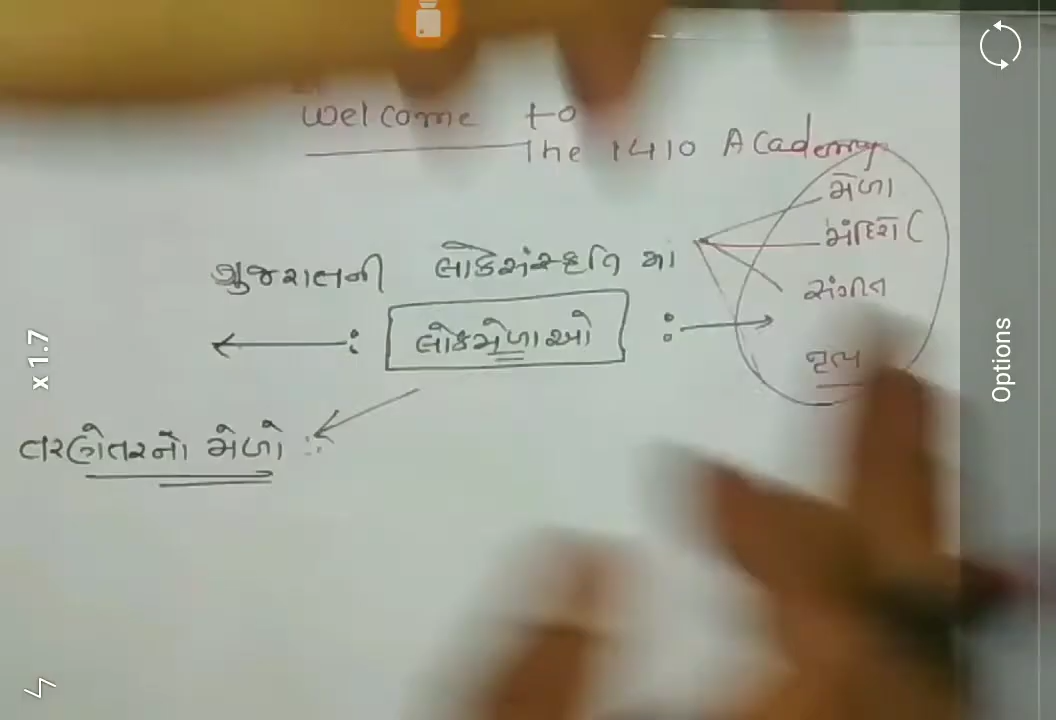 Welcome to
The 1410 Academy
મેળા
મંદિરો
ગુજરાતની લોકસંસ્કૃતિ માં
સંગીત
: લોકમેળાઓ :
નૃત્ય
તરણેતરનો મેળો :
x 1.7
Options